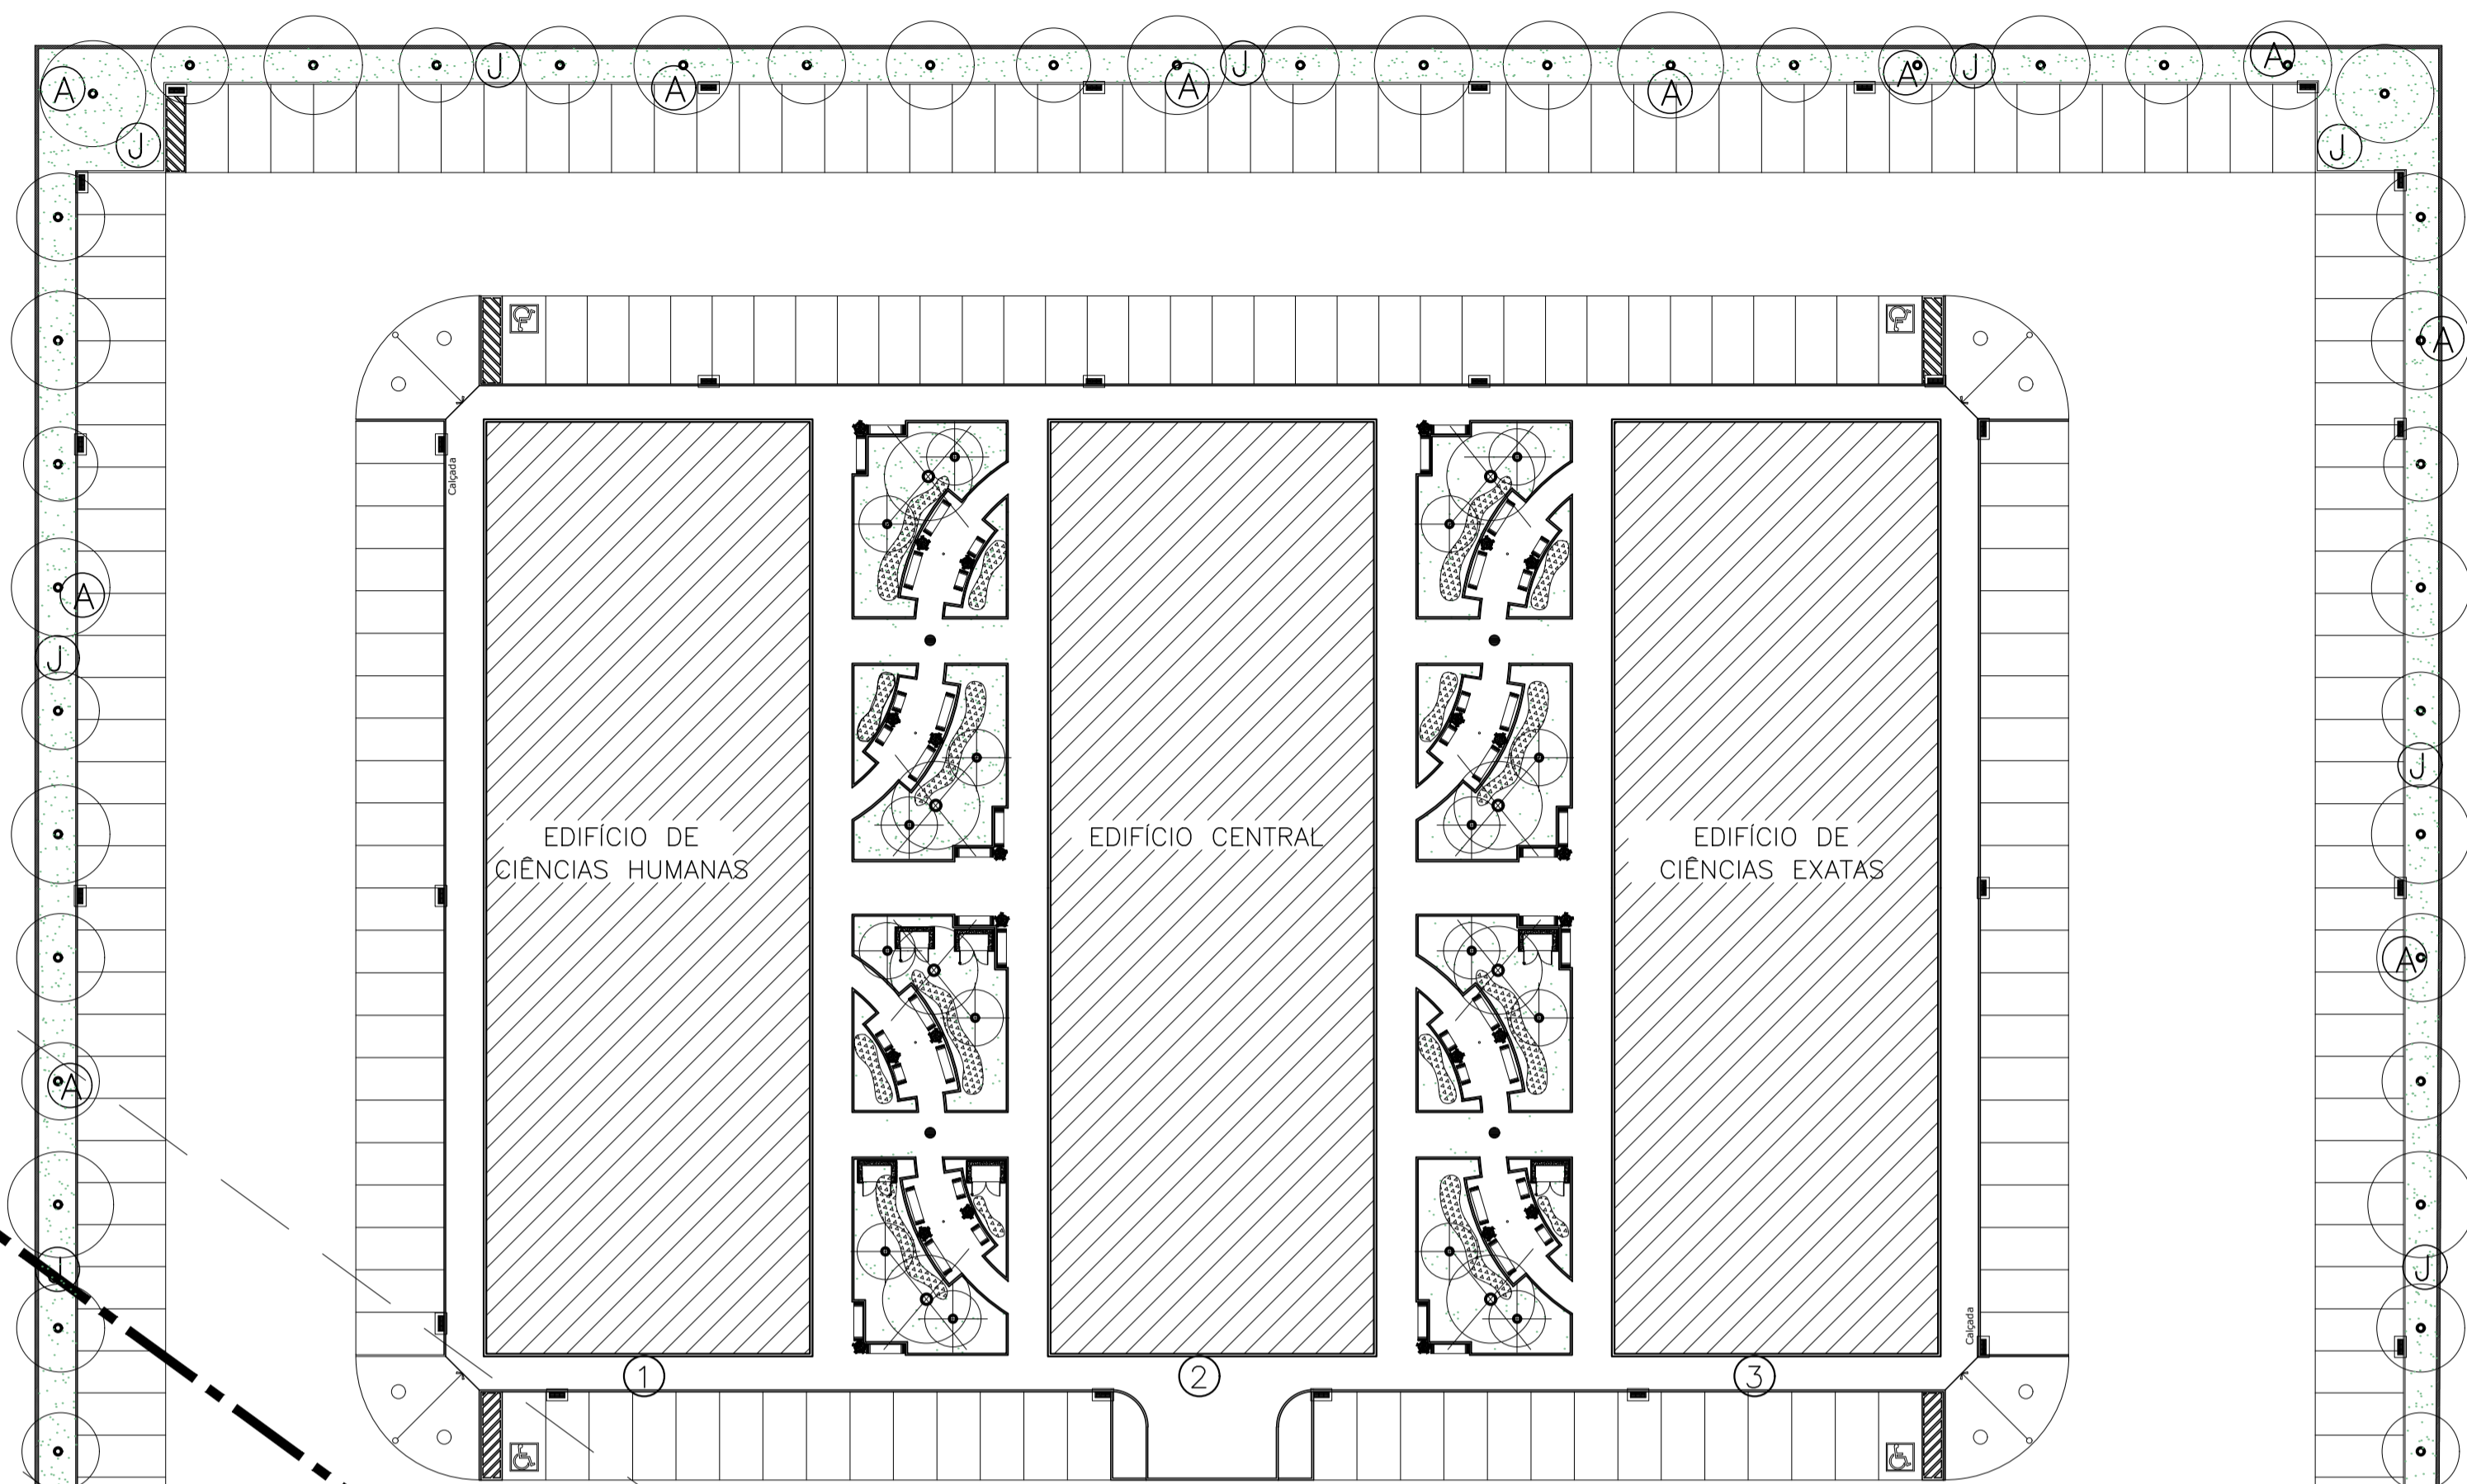 J
J
A
A
A
A
J
A
A
J
J
A
Calçada
A
J
J
EDIFÍCIO DE
CIÊNCIAS HUMANAS
EDIFÍCIO CENTRAL
EDIFÍCIO DE
CIÊNCIAS EXATAS
A
A
J
J
Calçada
1
2
3